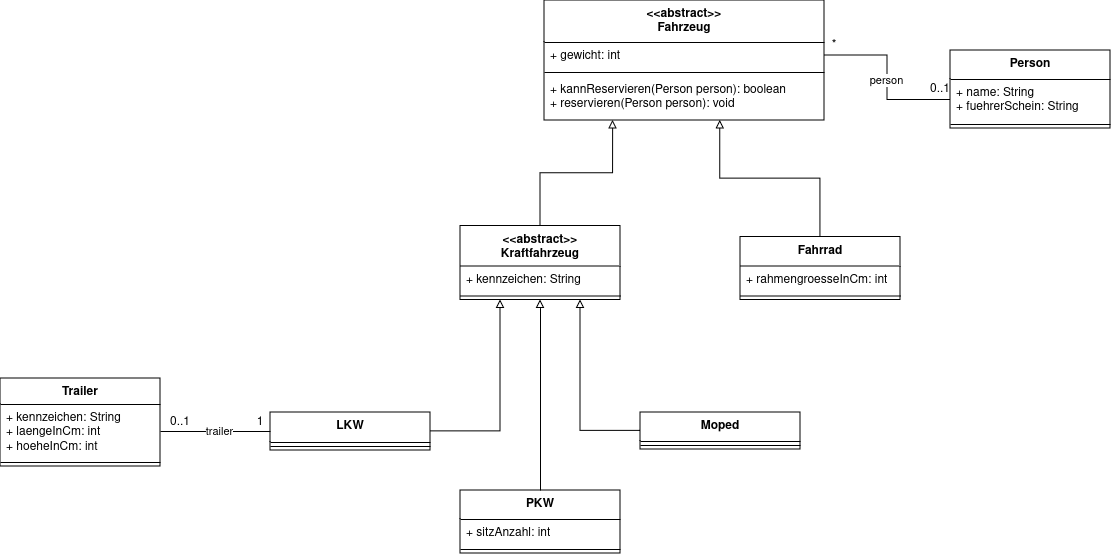 <<abstract>>
Fahrzeug
+ gewicht: int
+ kannReservieren(Person person): boolean
+ reservieren(Person person): void
*
person
0..1
Person
+ name: String
+ fuehrerSchein: String
<<abstract>>
Kraftfahrzeug
+ kennzeichen: String
Fahrrad
+ rahmengroesseInCm: int
Trailer
+ kennzeichen: String
+ laengeInCm: int
+ hoeheInCm: int
0..1
trailer
1
LKW
Moped
PKW
+ sitzAnzahl: int